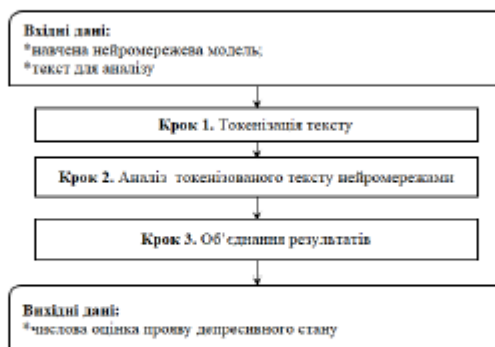 Вхідні дані:
*навчена нейромережева модель;
*текст для аналізу
Крок 1. Токенізація тексту
Крок 2. Аналіз токенізованого тексту нейромережами
Крок 3. Об’єднання результатів
Вихідні дані:
*числова оцінка прояву депресивного стану